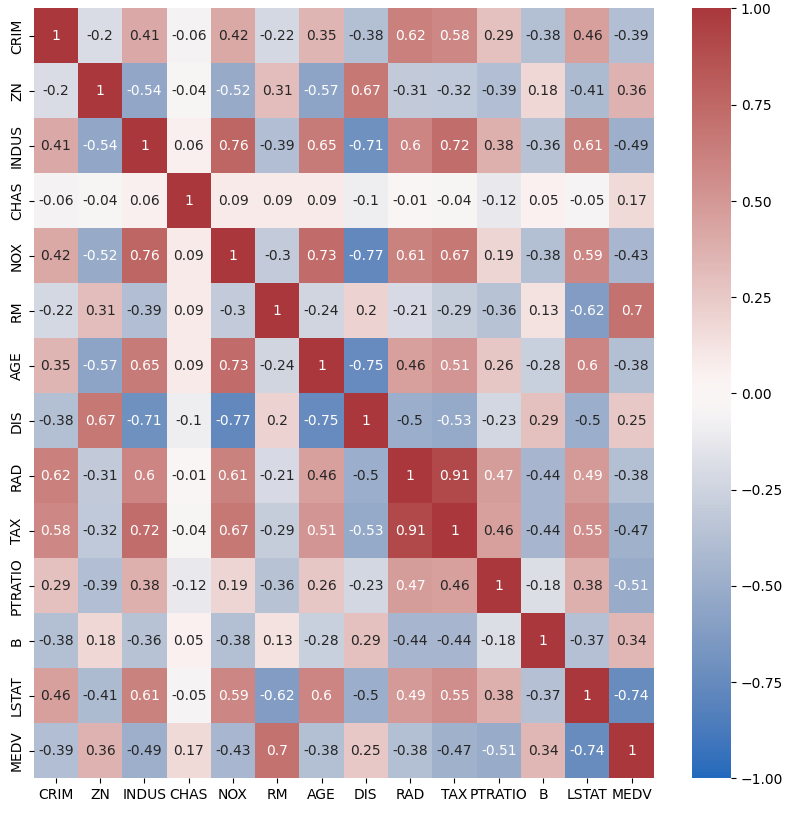 CRIM 1 -0.2 0.41 -0.06 0.42 -0.22 0.35 -0.38 0.62 0.58 0.29 -0.38 0.46 -0.39
ZN -0.2 1 -0.54 -0.04 -0.52 0.31 -0.57 0.67 -0.31 -0.32 -0.39 0.18 -0.41 0.36
INDUS 0.41 -0.54 1 0.06 0.76 -0.39 0.65 -0.71 0.6 0.72 0.38 -0.36 0.61 -0.49
CHAS -0.06 -0.04 0.06 1 0.09 0.09 0.09 -0.1 -0.01 -0.04 -0.12 0.05 -0.05 0.17
NOX 0.42 -0.52 0.76 0.09 1 -0.3 0.73 -0.77 0.61 0.67 0.19 -0.38 0.59 -0.43
RM -0.22 0.31 -0.39 0.09 -0.3 1 -0.24 0.2 -0.21 -0.29 -0.36 0.13 -0.62 0.7
AGE 0.35 -0.57 0.65 0.09 0.73 -0.24 1 -0.75 0.46 0.51 0.26 -0.28 0.6 -0.38
DIS -0.38 0.67 -0.71 -0.1 -0.77 0.2 -0.75 1 -0.5 -0.53 -0.23 0.29 -0.5 0.25
RAD 0.62 -0.31 0.6 -0.01 0.61 -0.21 0.46 -0.5 1 0.91 0.47 -0.44 0.49 -0.38
TAX 0.58 -0.32 0.72 -0.04 0.67 -0.29 0.51 -0.53 0.91 1 0.46 -0.44 0.55 -0.47
PTRATIO 0.29 -0.39 0.38 -0.12 0.19 -0.36 0.26 -0.23 0.47 0.46 1 -0.18 0.38 -0.51
B -0.38 0.18 -0.36 0.05 -0.38 0.13 -0.28 0.29 -0.44 -0.44 -0.18 1 -0.37 0.34
LSTAT 0.46 -0.41 0.61 -0.05 0.59 -0.62 0.6 -0.5 0.49 0.55 0.38 -0.37 1 -0.74
MEDV -0.39 0.36 -0.49 0.17 -0.43 0.7 -0.38 0.25 -0.38 -0.47 -0.51 0.34 -0.74 1
CRIM ZN INDUS CHAS NOX RM AGE DIS RAD TAX PTRATIO B LSTAT MEDV
1.00
0.75
0.50
0.25
0.00
−0.25
−0.50
−0.75
−1.00